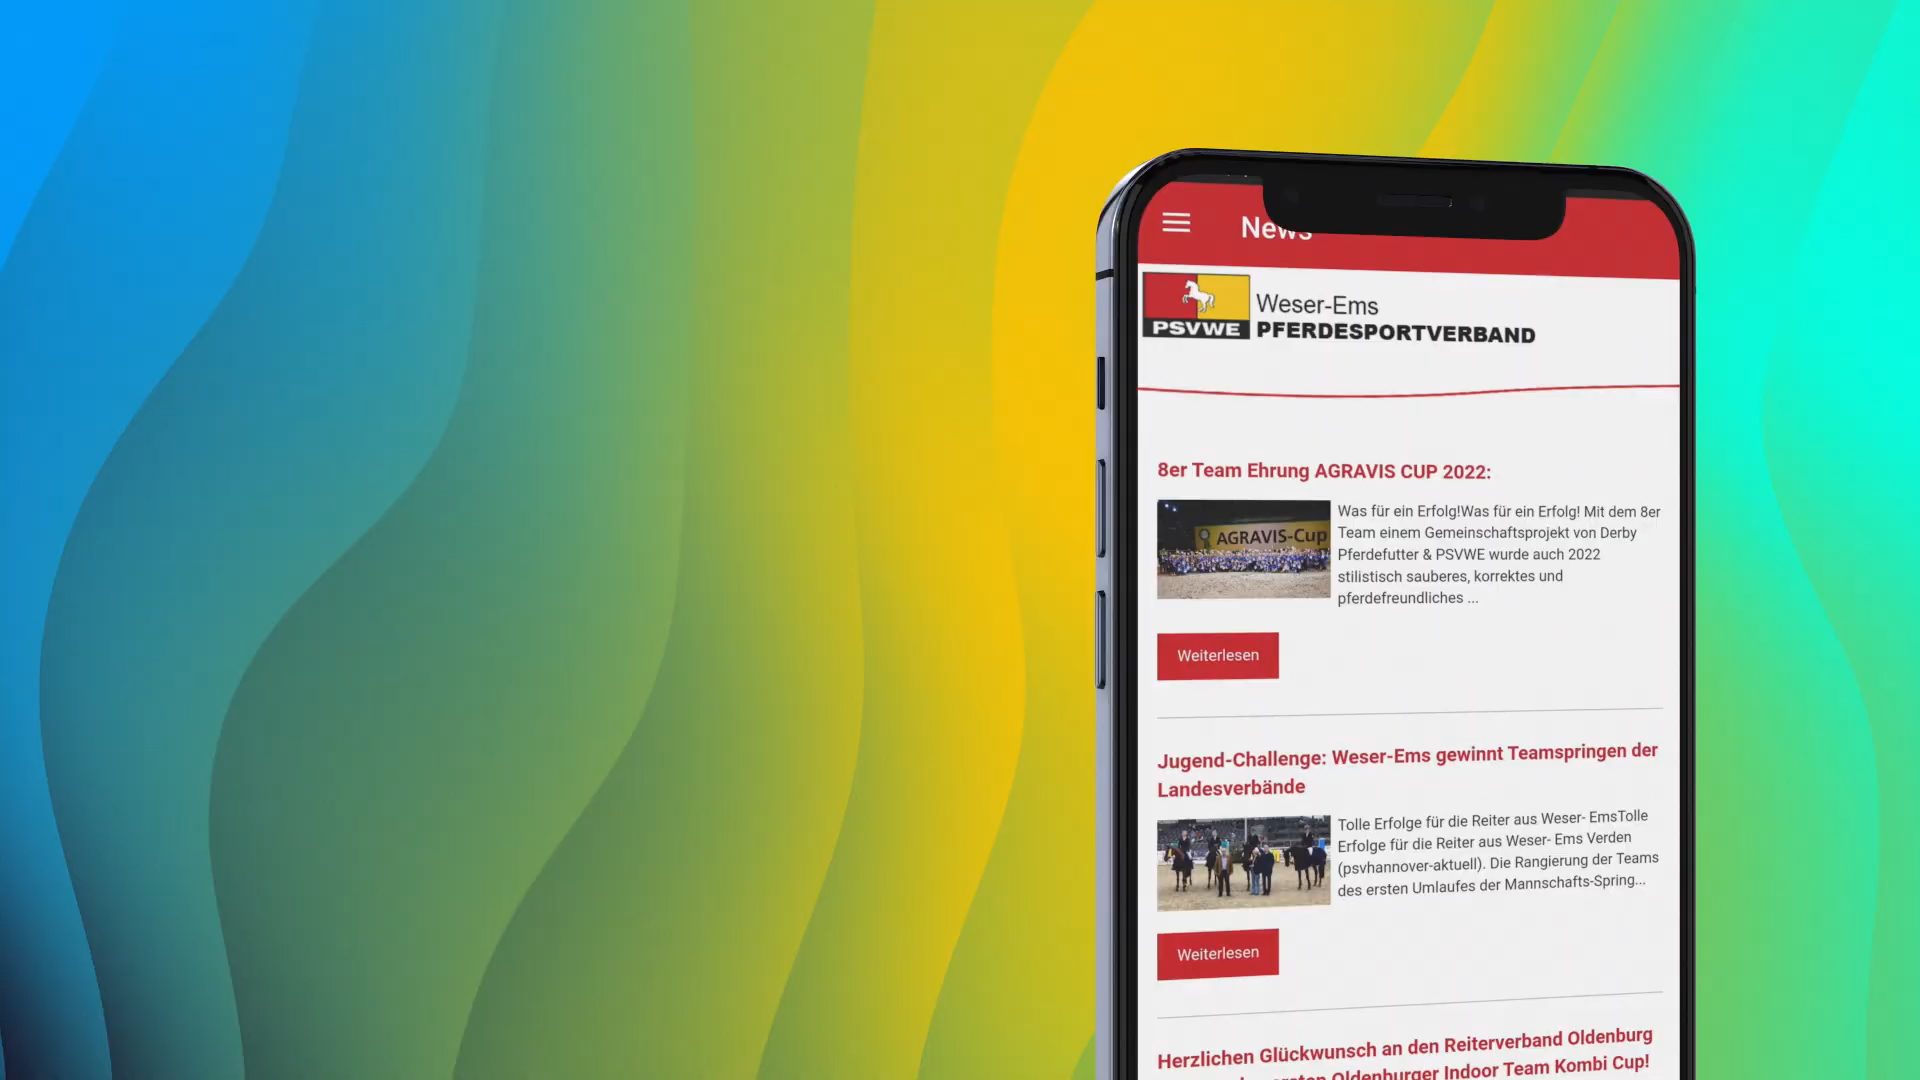 News
PSVWE
Weser-Ems
PFERDESPORTVERBAND
8er Team Ehrung AGRAVIS CUP 2022:
AGRAVIS-Cup
Was für ein Erfolg!Was für ein Erfolg! Mit dem 8er
Team einem Gemeinschaftsprojekt von Derby
Pferdefutter & PSVWE wurde auch 2022
stilistisch sauberes, korrektes und
pferdefreundliches ...
Weiterlesen
Jugend-Challenge: Weser-Ems gewinnt Teamspringen der
Landesverbände
Tolle Erfolge für die Reiter aus Weser- EmsTolle
Erfolge für die Reiter aus Weser- Ems Verden
(psvhannover-aktuell). Die Rangierung der Teams
des ersten Umlaufes der Mannschafts-Spring...
Weiterlesen
Herzlichen Glückwunsch an den Reiterverband Oldenburg
ersten Oldenburger Indoor Team Kombi Cup!